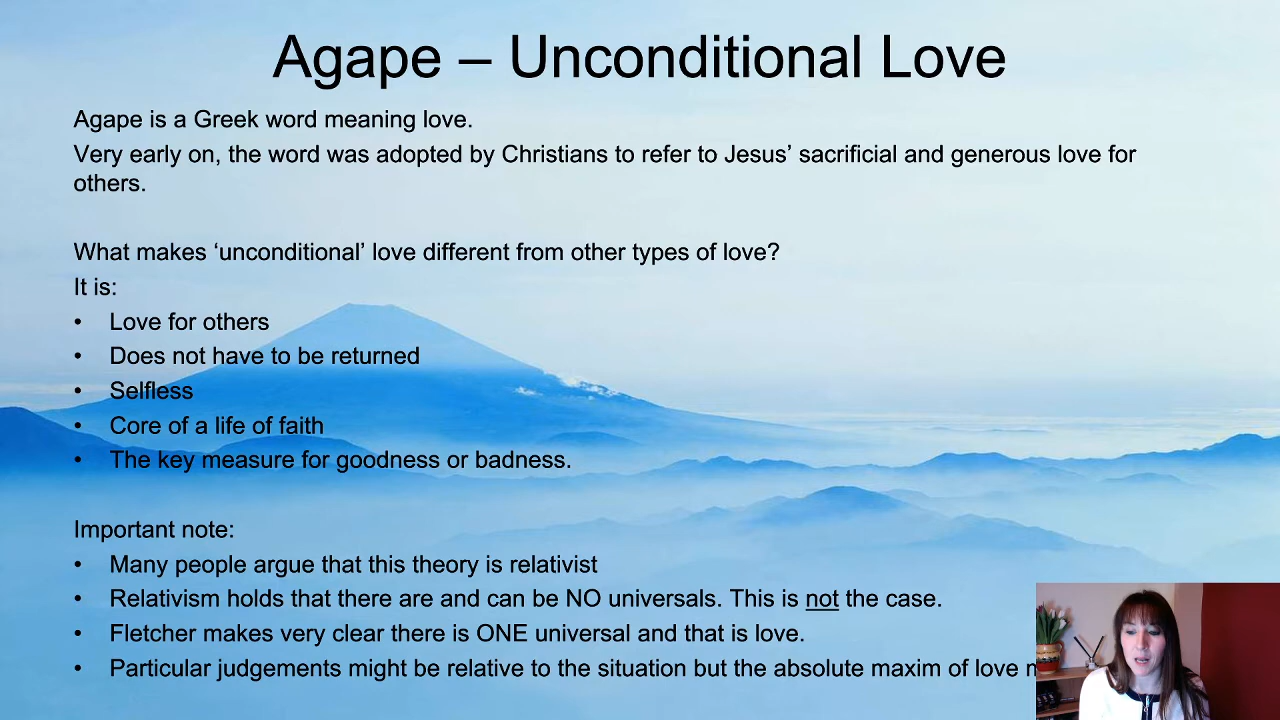 Agape – Unconditional Love
Agape is a Greek word meaning love.
Very early on, the word was adopted by Christians to refer to Jesus’ sacrificial and generous love for
others.
What makes ‘unconditional’ love different from other types of love?
It is:
• Love for others
• Does not have to be returned
• Selfless
• Core of a life of faith
• The key measure for goodness or badness.
Important note:
• Many people argue that this theory is relativist
• Relativism holds that there are and can be NO universals. This is not the case.
• Fletcher makes very clear there is ONE universal and that is love.
• Particular judgements might be relative to the situation but the absolute maxim of love